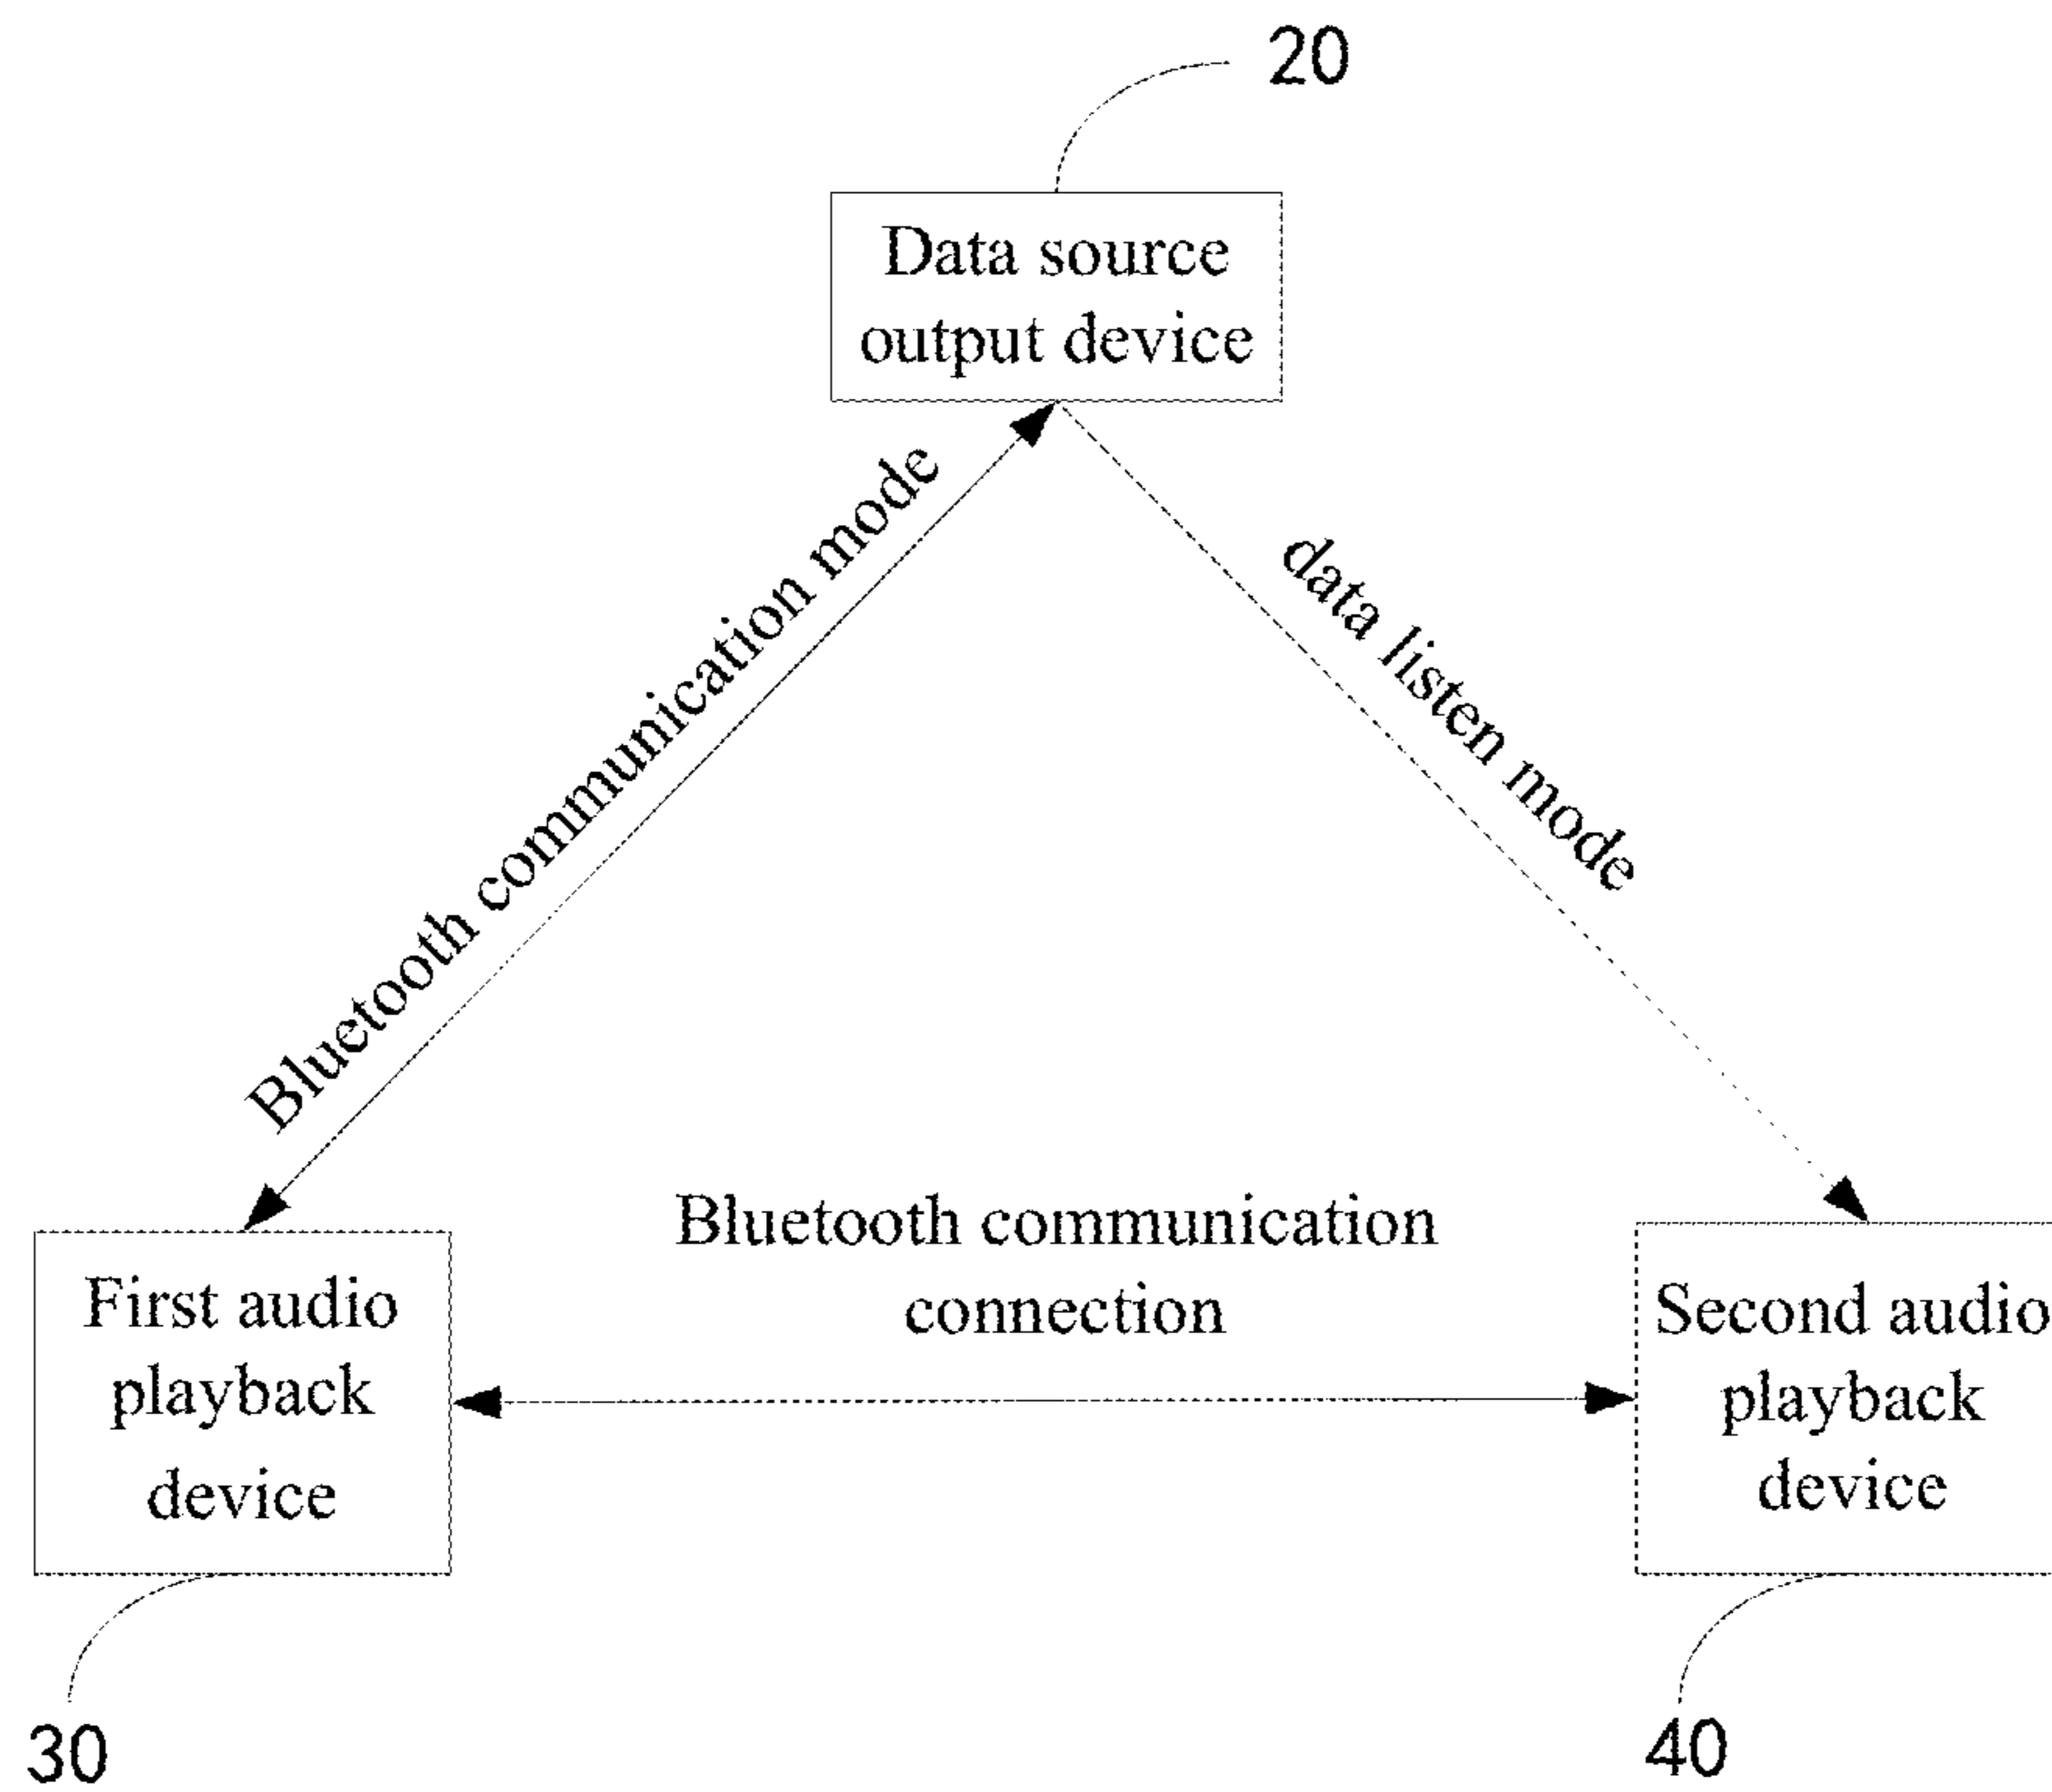 20
Data source
output device
Bluetooth communication mode
data listen mode
Bluetooth communication
connection
First audio
playback
device
Second audio
playback
device
30
40